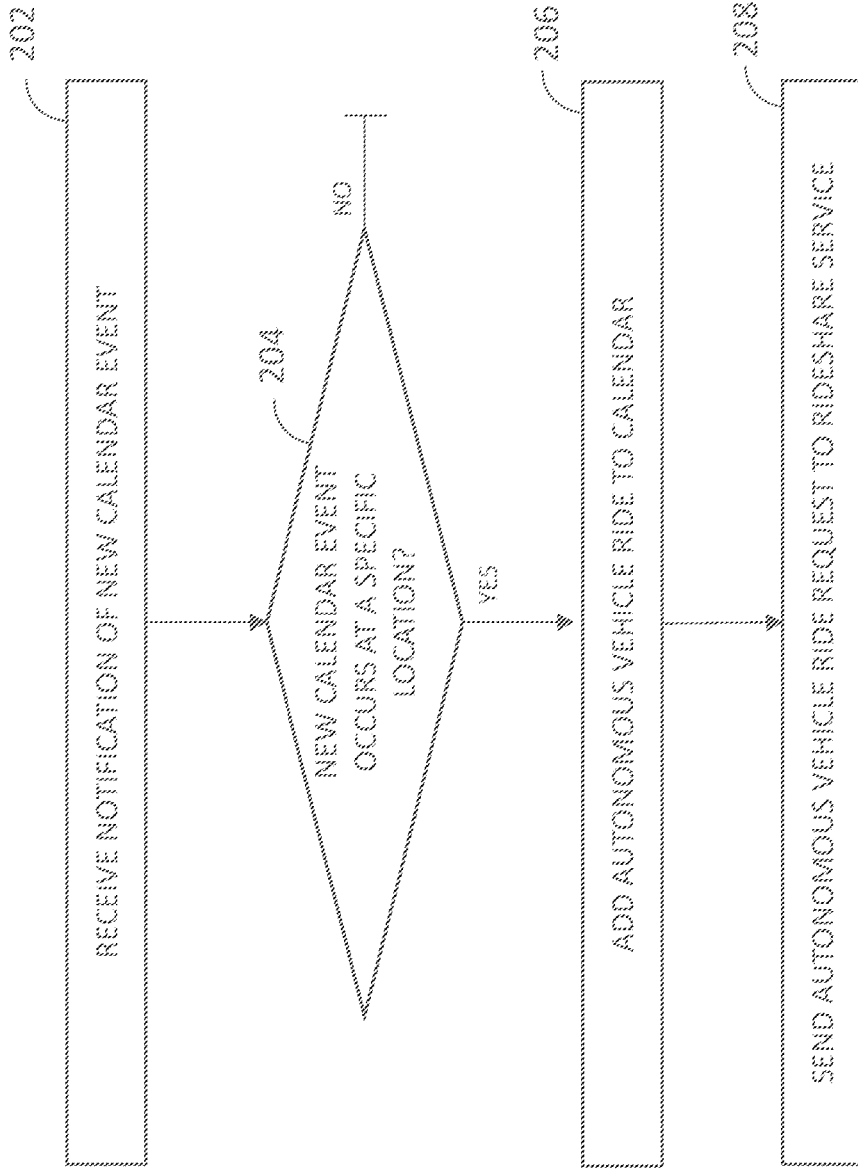 202
RECEIVE NOTIFICATION OF NEW CALENDAR EVENT
204
NEW CALENDAR EVENT
OCCURS AT A SPECIFIC
LOCATION?
NO
YES
206
ADD AUTONOMOUS VEHICLE RIDE TO CALENDAR
208
SEND AUTONOMOUS VEHICLE RIDE REQUEST TO RIDESHARE SERVICE